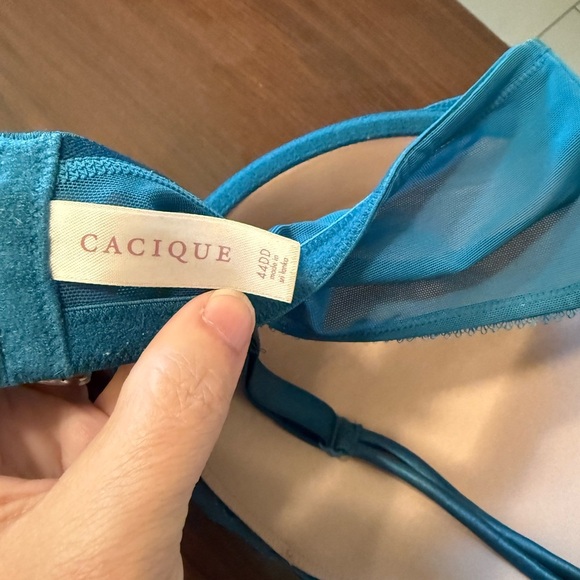 CACIQUE
44DD
made in
sri lanka